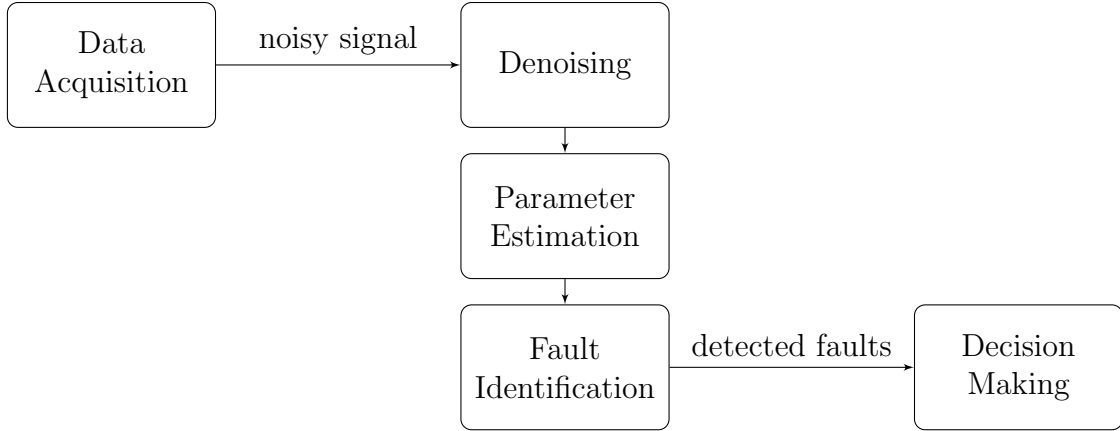 Data
Acquisition
noisy signal
Denoising
Parameter
Estimation
Fault
Identification
detected faults
Decision
Making